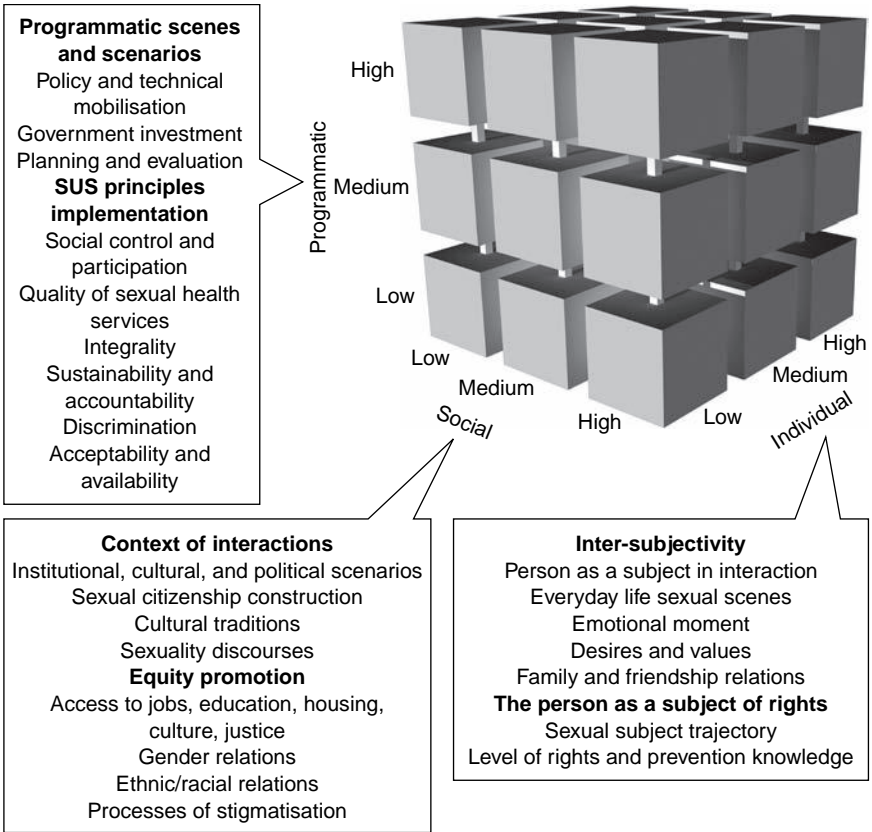 Programmatic scenes
and scenarios
Policy and technical
mobilisation
Government investment
Planning and evaluation
SUS principles
implementation
Social control and
participation
Quality of sexual health
services
Integrality
Sustainability and
accountability
Discrimination
Acceptability and
availability
Programmatic
High
Medium
Low
Low
Medium
High
Social
Low
Medium
High
Individual
Context of interactions
Institutional, cultural, and political scenarios
Sexual citizenship construction
Cultural traditions
Sexuality discourses
Equity promotion
Access to jobs, education, housing,
culture, justice
Gender relations
Ethnic/racial relations
Processes of stigmatisation
Inter-subjectivity
Person as a subject in interaction
Everyday life sexual scenes
Emotional moment
Desires and values
Family and friendship relations
The person as a subject of rights
Sexual subject trajectory
Level of rights and prevention knowledge